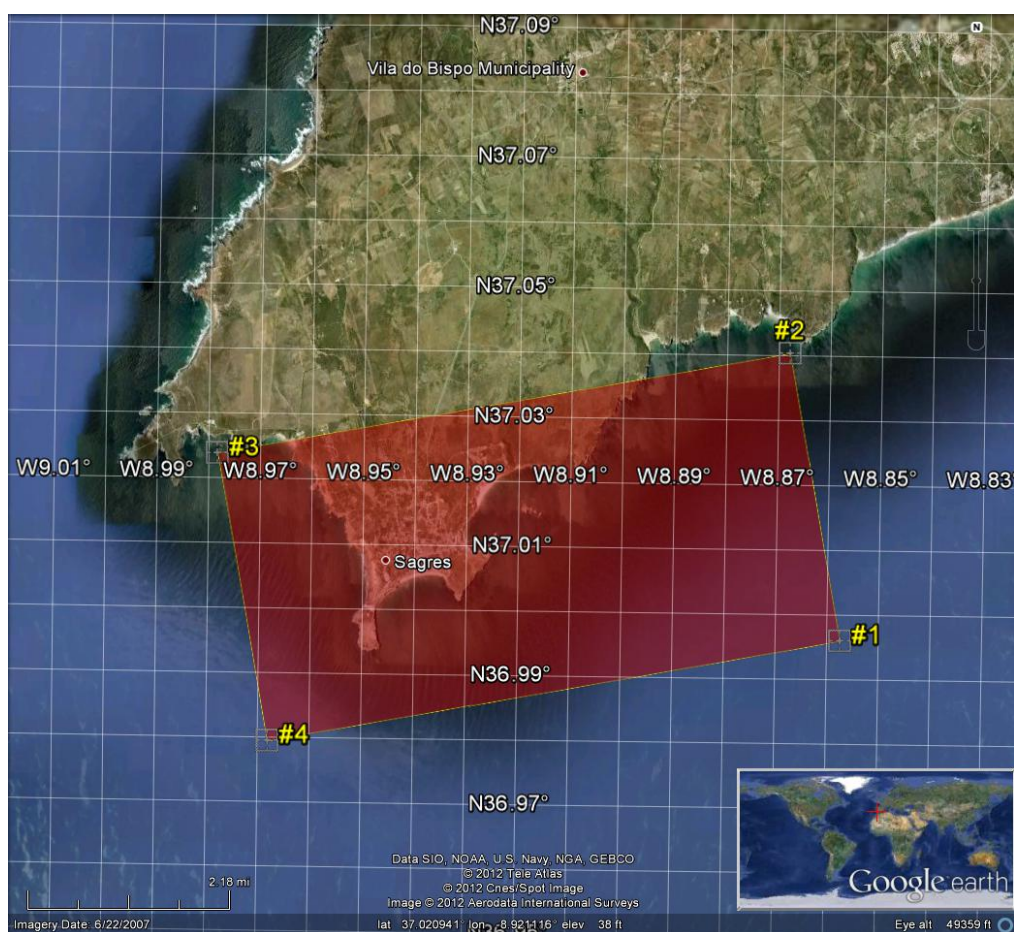 N37.09°
N
Vila do Bispo Municipality
N37.07°
N37.05°
#2
N37.03°
#3
W9.01° W8.99° W8.97° W8.95° W8.93° W8.91° W8.89° W8.87° W8.85° W8.83°
N37.01°
Sagres
#1
N36.99°
#4
N36.97°
Data SIO, NOAA, U.S. Navy, NGA, GEBCO
© 2012 Tele Atlas
© 2012 Cnes/Spot Image
Image © 2012 Aerodata International Surveys
2.18 mi
Google earth
Imagery Date: 6/22/2007 lat 37.020941 lon -8.921116° elev 38 ft Eye alt 49359 ft